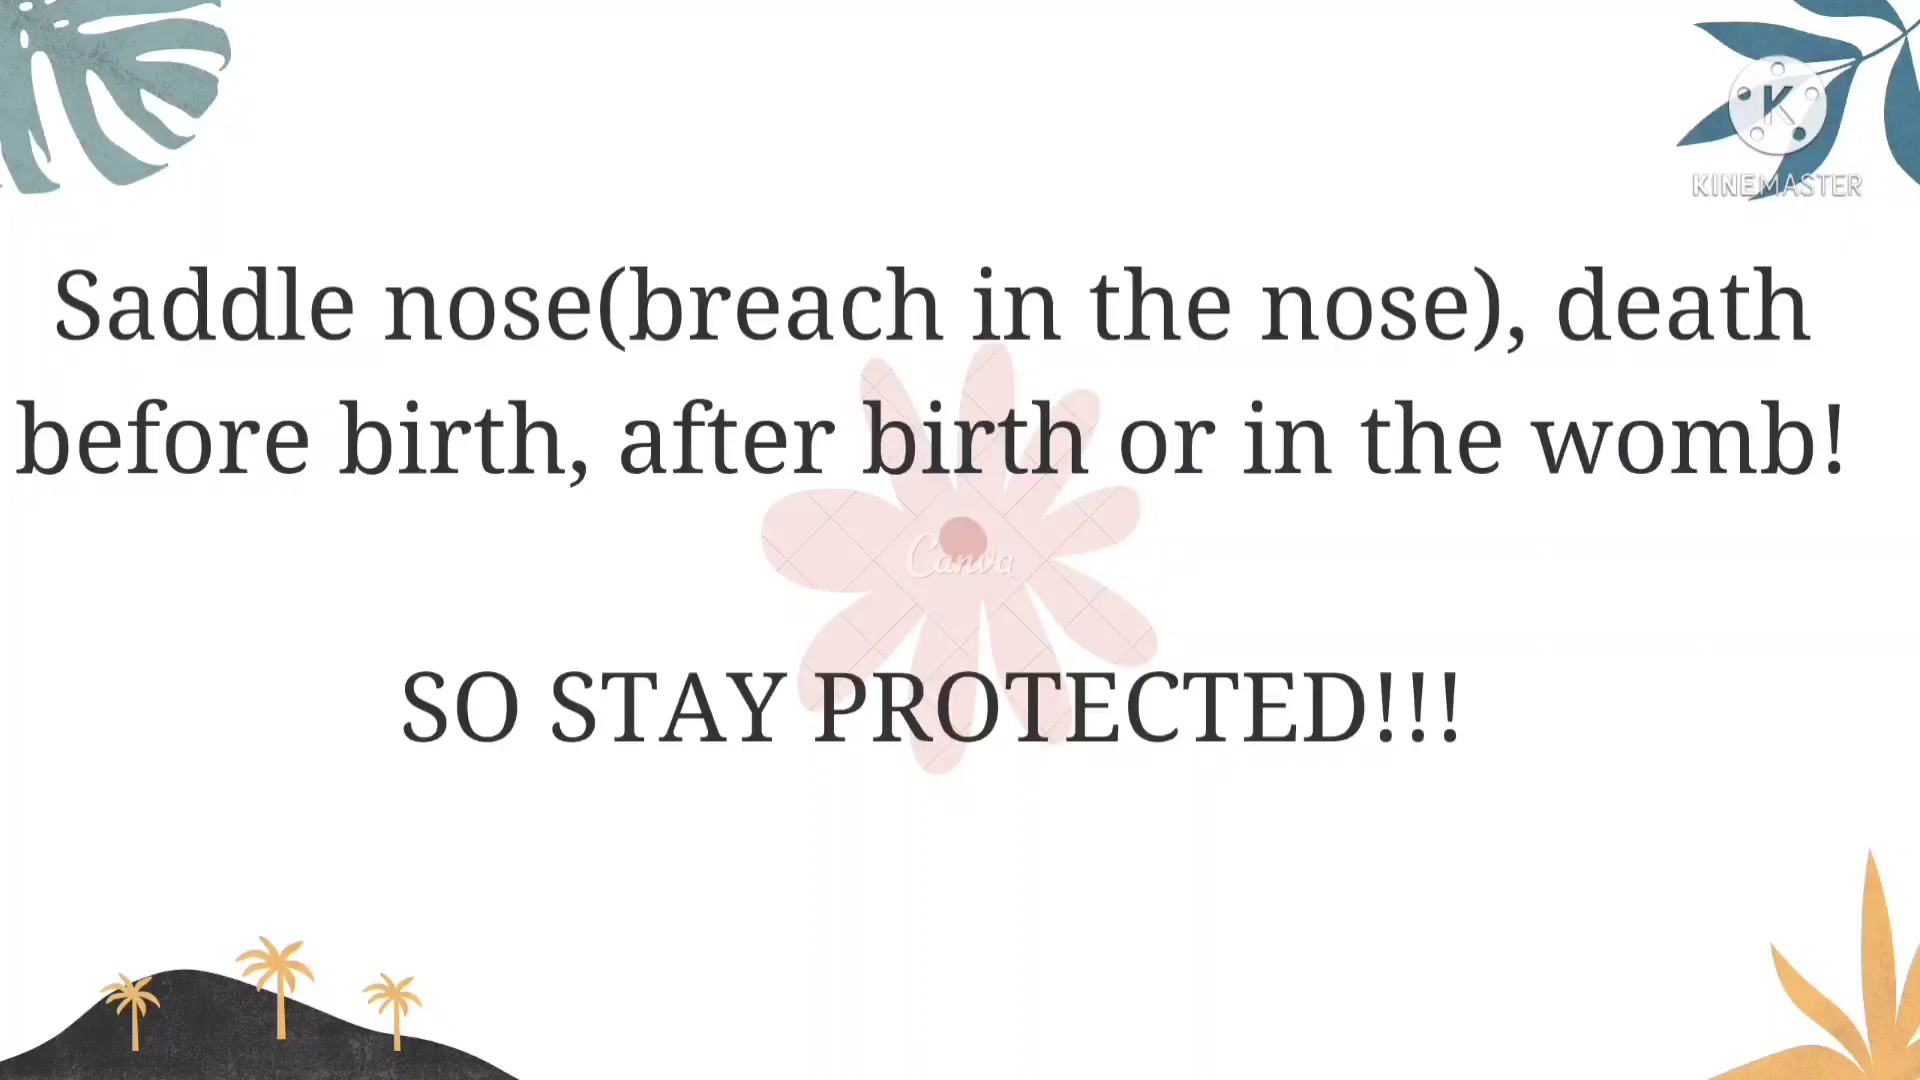 K
KINEMASTER
Saddle nose(breach in the nose), death
before birth, after birth or in the womb!
Canva
SO STAY PROTECTED!!!